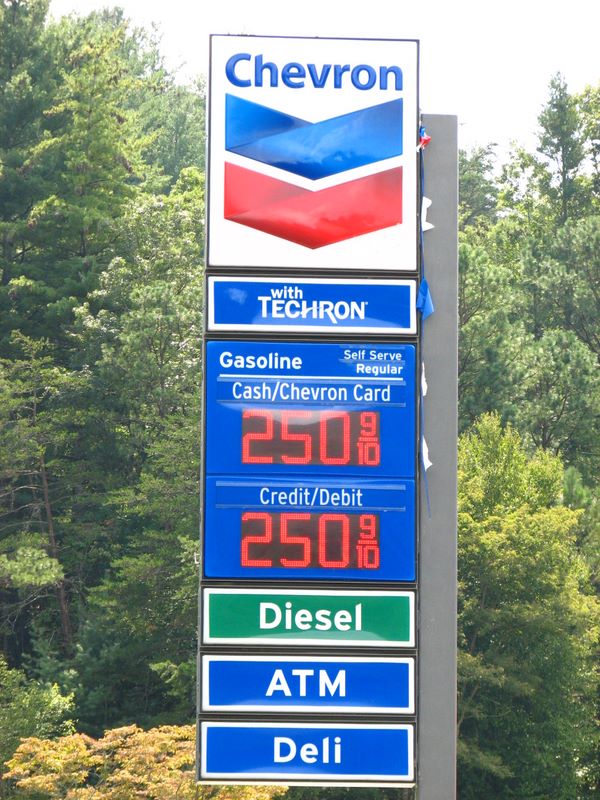 Chevron
with
TECHRON®
Gasoline
Self Serve
Regular
Cash/Chevron Card
250 9/10
Credit/Debit
250 9/10
Diesel
ATM
Deli